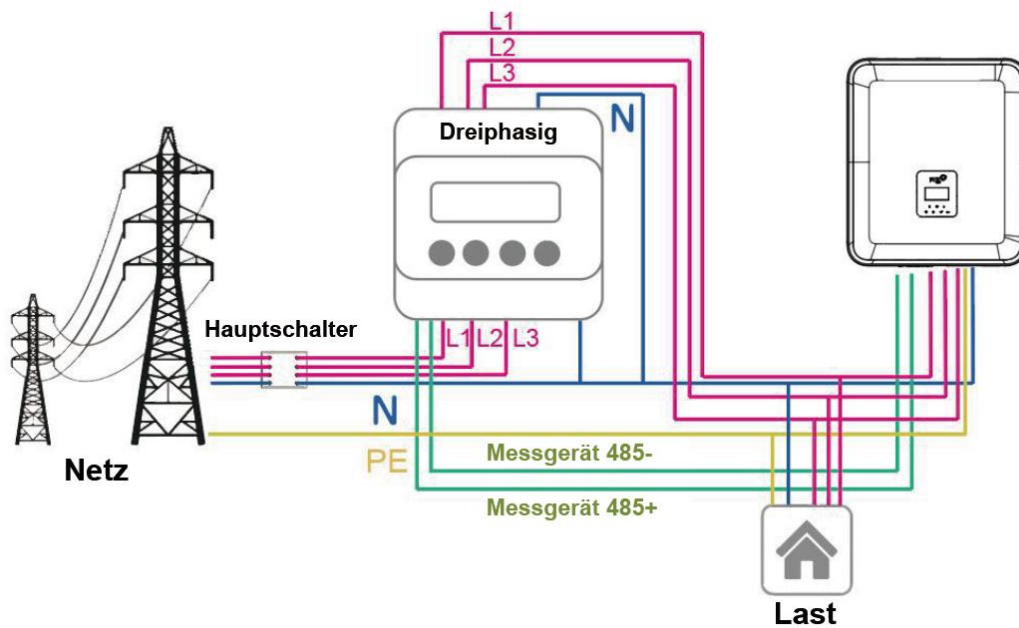 L1
L2
L3
N
Dreiphasig
Hauptschalter
L1 L2 L3
N
PE
Netz
Messgerät 485-
Messgerät 485+
Last